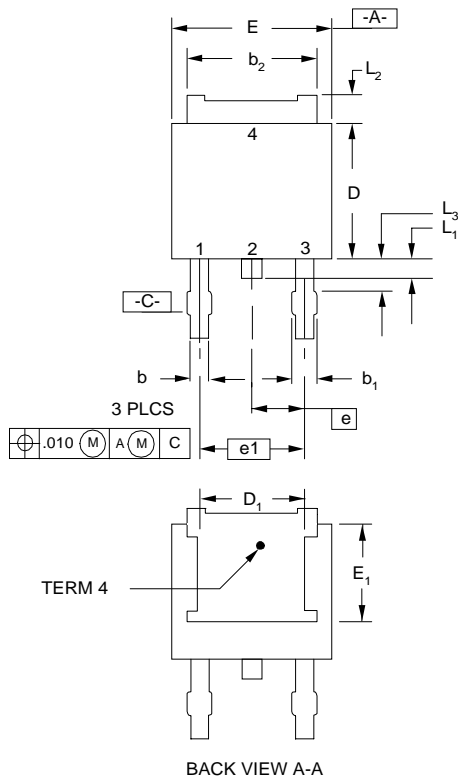 E
-A-
b2
L2
4
D
L3
L1
1 2 3
-C-
b
b1
3 PLCS
e
⌖ .010 Ⓜ A Ⓜ C
e1
D1
TERM 4
E1
BACK VIEW A-A